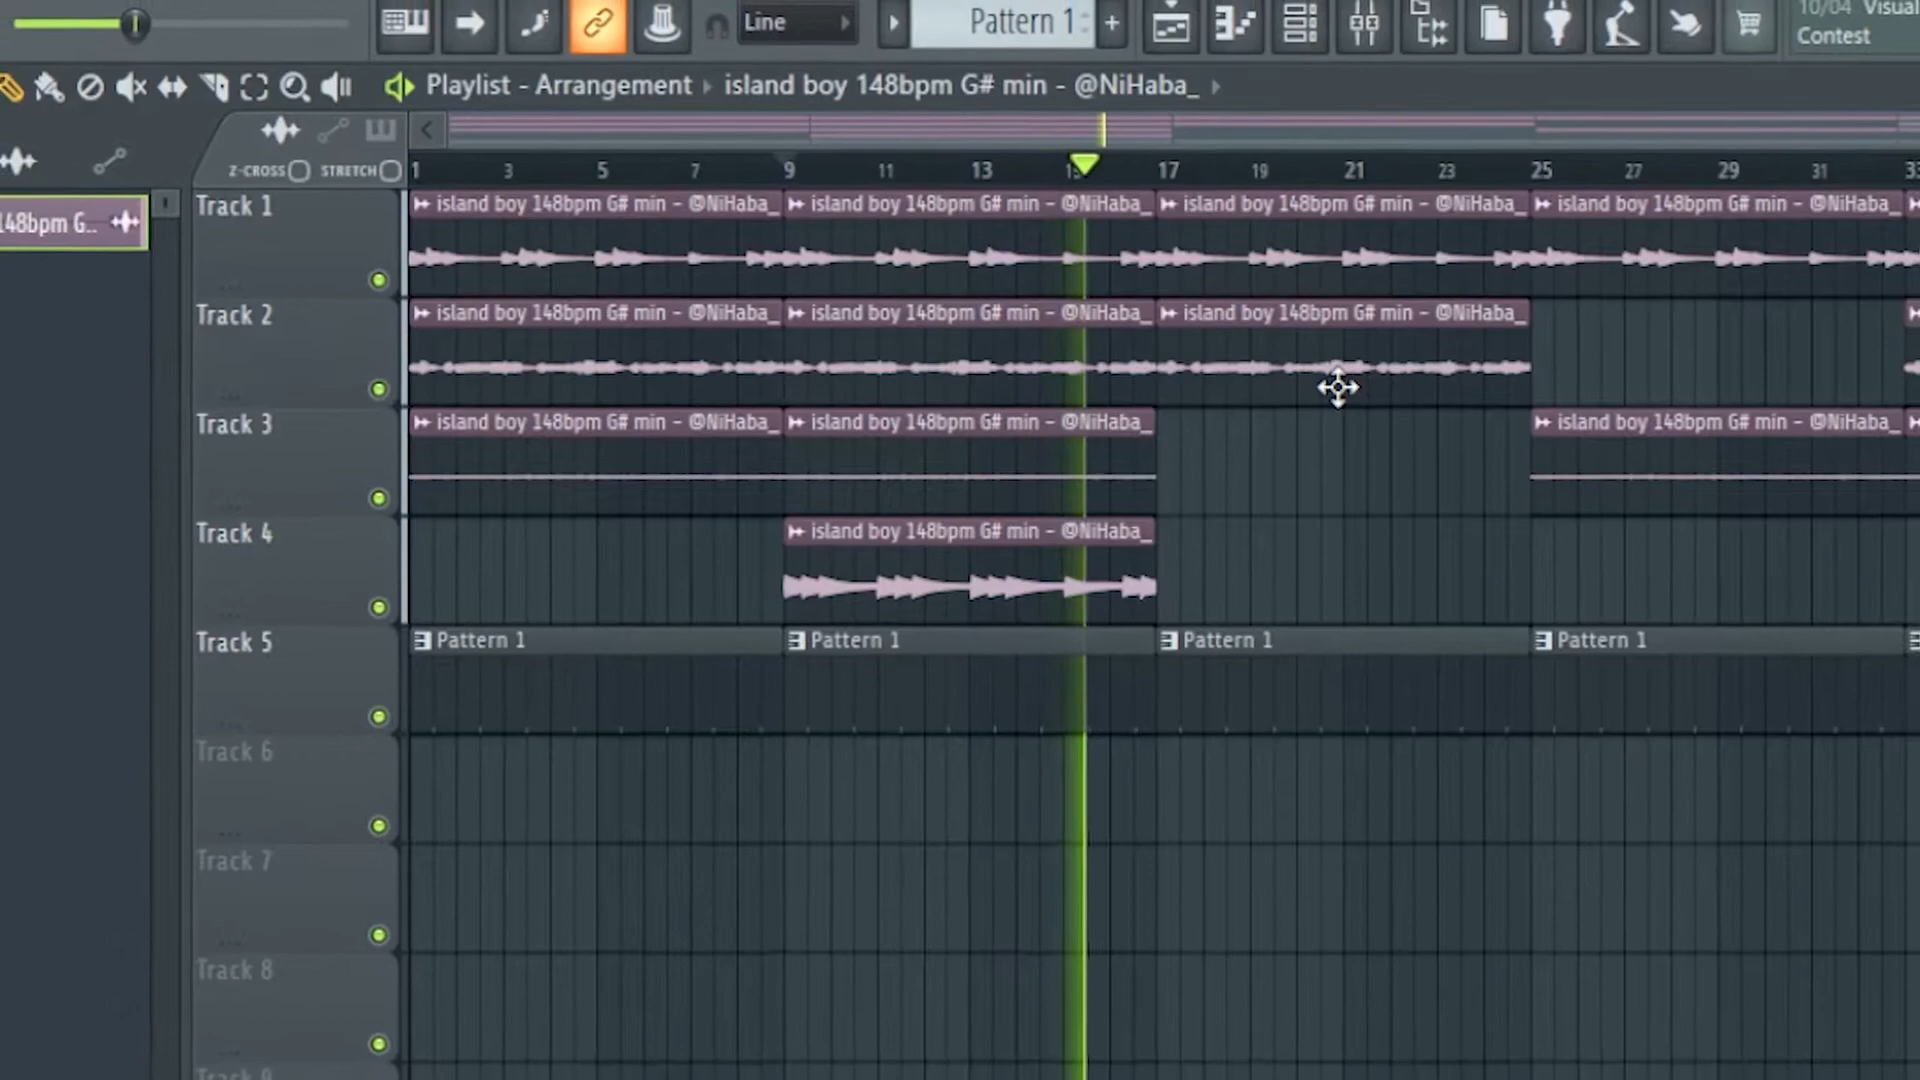 Line
Pattern 1
+
10/04 Visual
Contest
Playlist - Arrangement › island boy 148bpm G# min - @NiHaba_ ›
Z-CROSS STRETCH
1 3 5 7 9 11 13 17 19 21 23 25 27 29 31 33
148bpm G..
Track 1
island boy 148bpm G# min - @NiHaba_ island boy 148bpm G# min - @NiHaba_ island boy 148bpm G# min - @NiHaba_ island boy 148bpm G# min - @NiHaba_
Track 2
island boy 148bpm G# min - @NiHaba_ island boy 148bpm G# min - @NiHaba_ island boy 148bpm G# min - @NiHaba_
Track 3
island boy 148bpm G# min - @NiHaba_ island boy 148bpm G# min - @NiHaba_ island boy 148bpm G# min - @NiHaba_
Track 4
island boy 148bpm G# min - @NiHaba_
Track 5
Pattern 1 Pattern 1 Pattern 1 Pattern 1
Track 6
Track 7
Track 8
Track 9